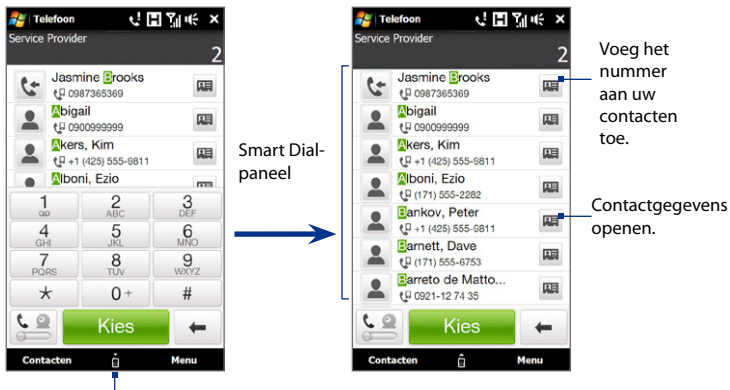 Telefoon
Service Provider
2
Jasmine Brooks
0987365369
Abigail
0900999999
Akers, Kim
+1 (425) 555-9811
Alboni, Ezio
1
2
ABC
3
DEF
4
GHI
5
JKL
6
MNO
7
PQRS
8
TUV
9
WXYZ
*
0 +
#
Kies
Contacten
Menu
Smart Dial-
paneel
Telefoon
Service Provider
2
Jasmine Brooks
0987365369
Abigail
0900999999
Akers, Kim
+1 (425) 555-9811
Alboni, Ezio
(171) 555-2282
Bankov, Peter
+1 (425) 555-9811
Barnett, Dave
(171) 555-6753
Barreto de Matto...
0921-12 74 35
Kies
Contacten
Menu
Voeg het
nummer
aan uw
contacten
toe.
Contactgegevens
openen.